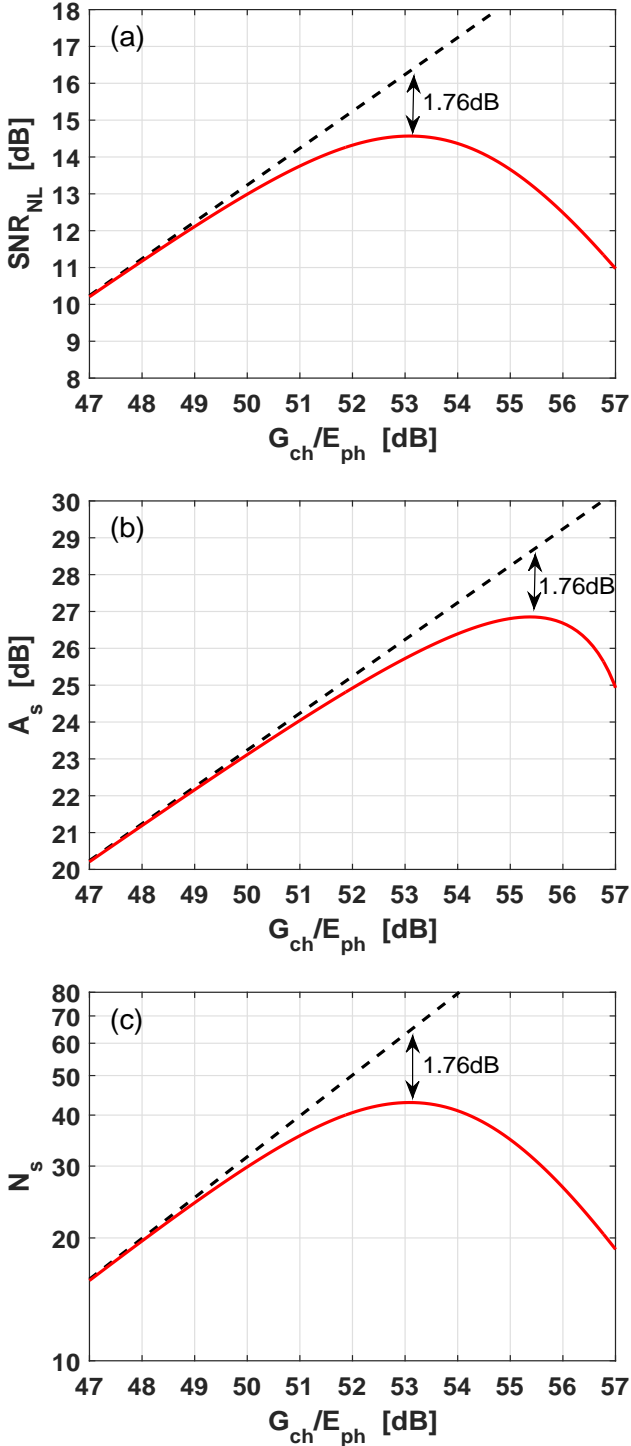 (a)
18
17
16
15
14
13
12
11
10
9
8
SNR_NL [dB]
1.76dB
47 48 49 50 51 52 53 54 55 56 57
G_ch/E_ph [dB]
(b)
30
29
28
27
26
25
24
23
22
21
20
A_s [dB]
1.76dB
47 48 49 50 51 52 53 54 55 56 57
G_ch/E_ph [dB]
(c)
80
70
60
50
40
30
20
10
N_s
1.76dB
47 48 49 50 51 52 53 54 55 56 57
G_ch/E_ph [dB]